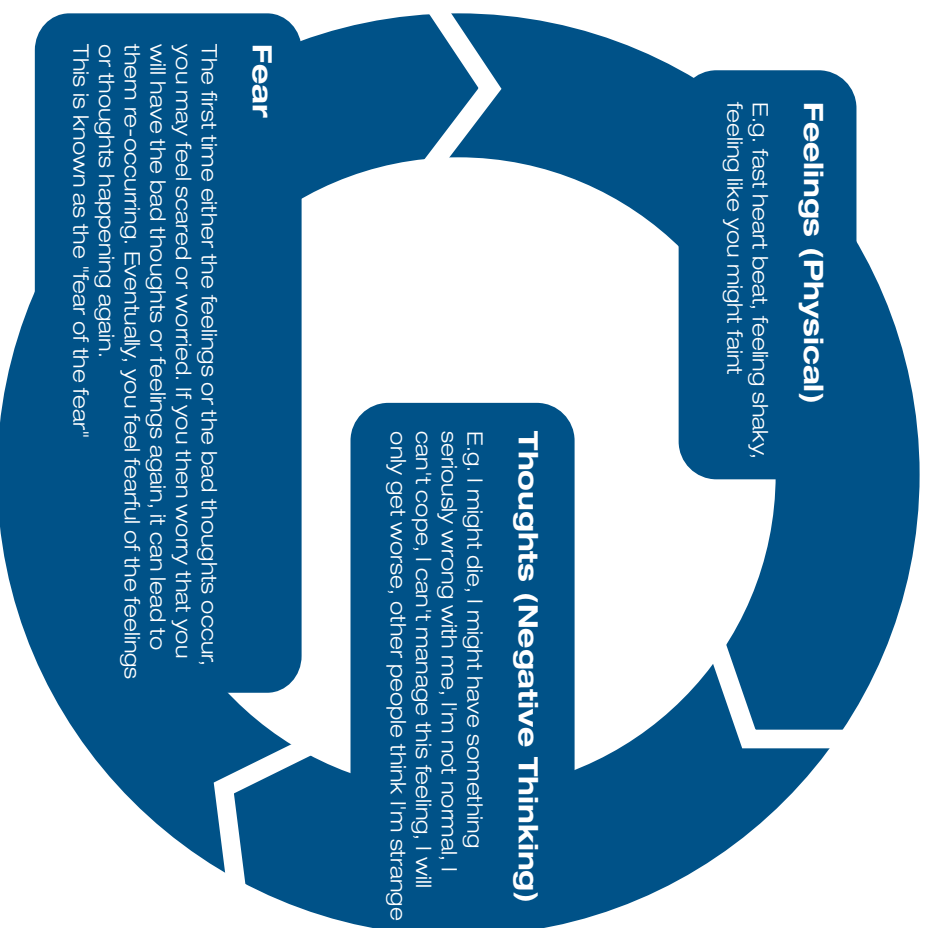 Feelings (Physical)
E.g. fast heart beat, feeling shaky,
feeling like you might faint
Thoughts (Negative Thinking)
E.g. I might die, I might have something
seriously wrong with me, I'm not normal, I
can't cope, I can't manage this feeling, I will
only get worse, other people think I'm strange
Fear
The first time either the feelings or the bad thoughts occur,
you may feel scared or worried. If you then worry that you
will have the bad thoughts or feelings again, it can lead to
them re-occurring. Eventually, you feel fearful of the feelings
or thoughts happening again.
This is known as the "fear of the fear"